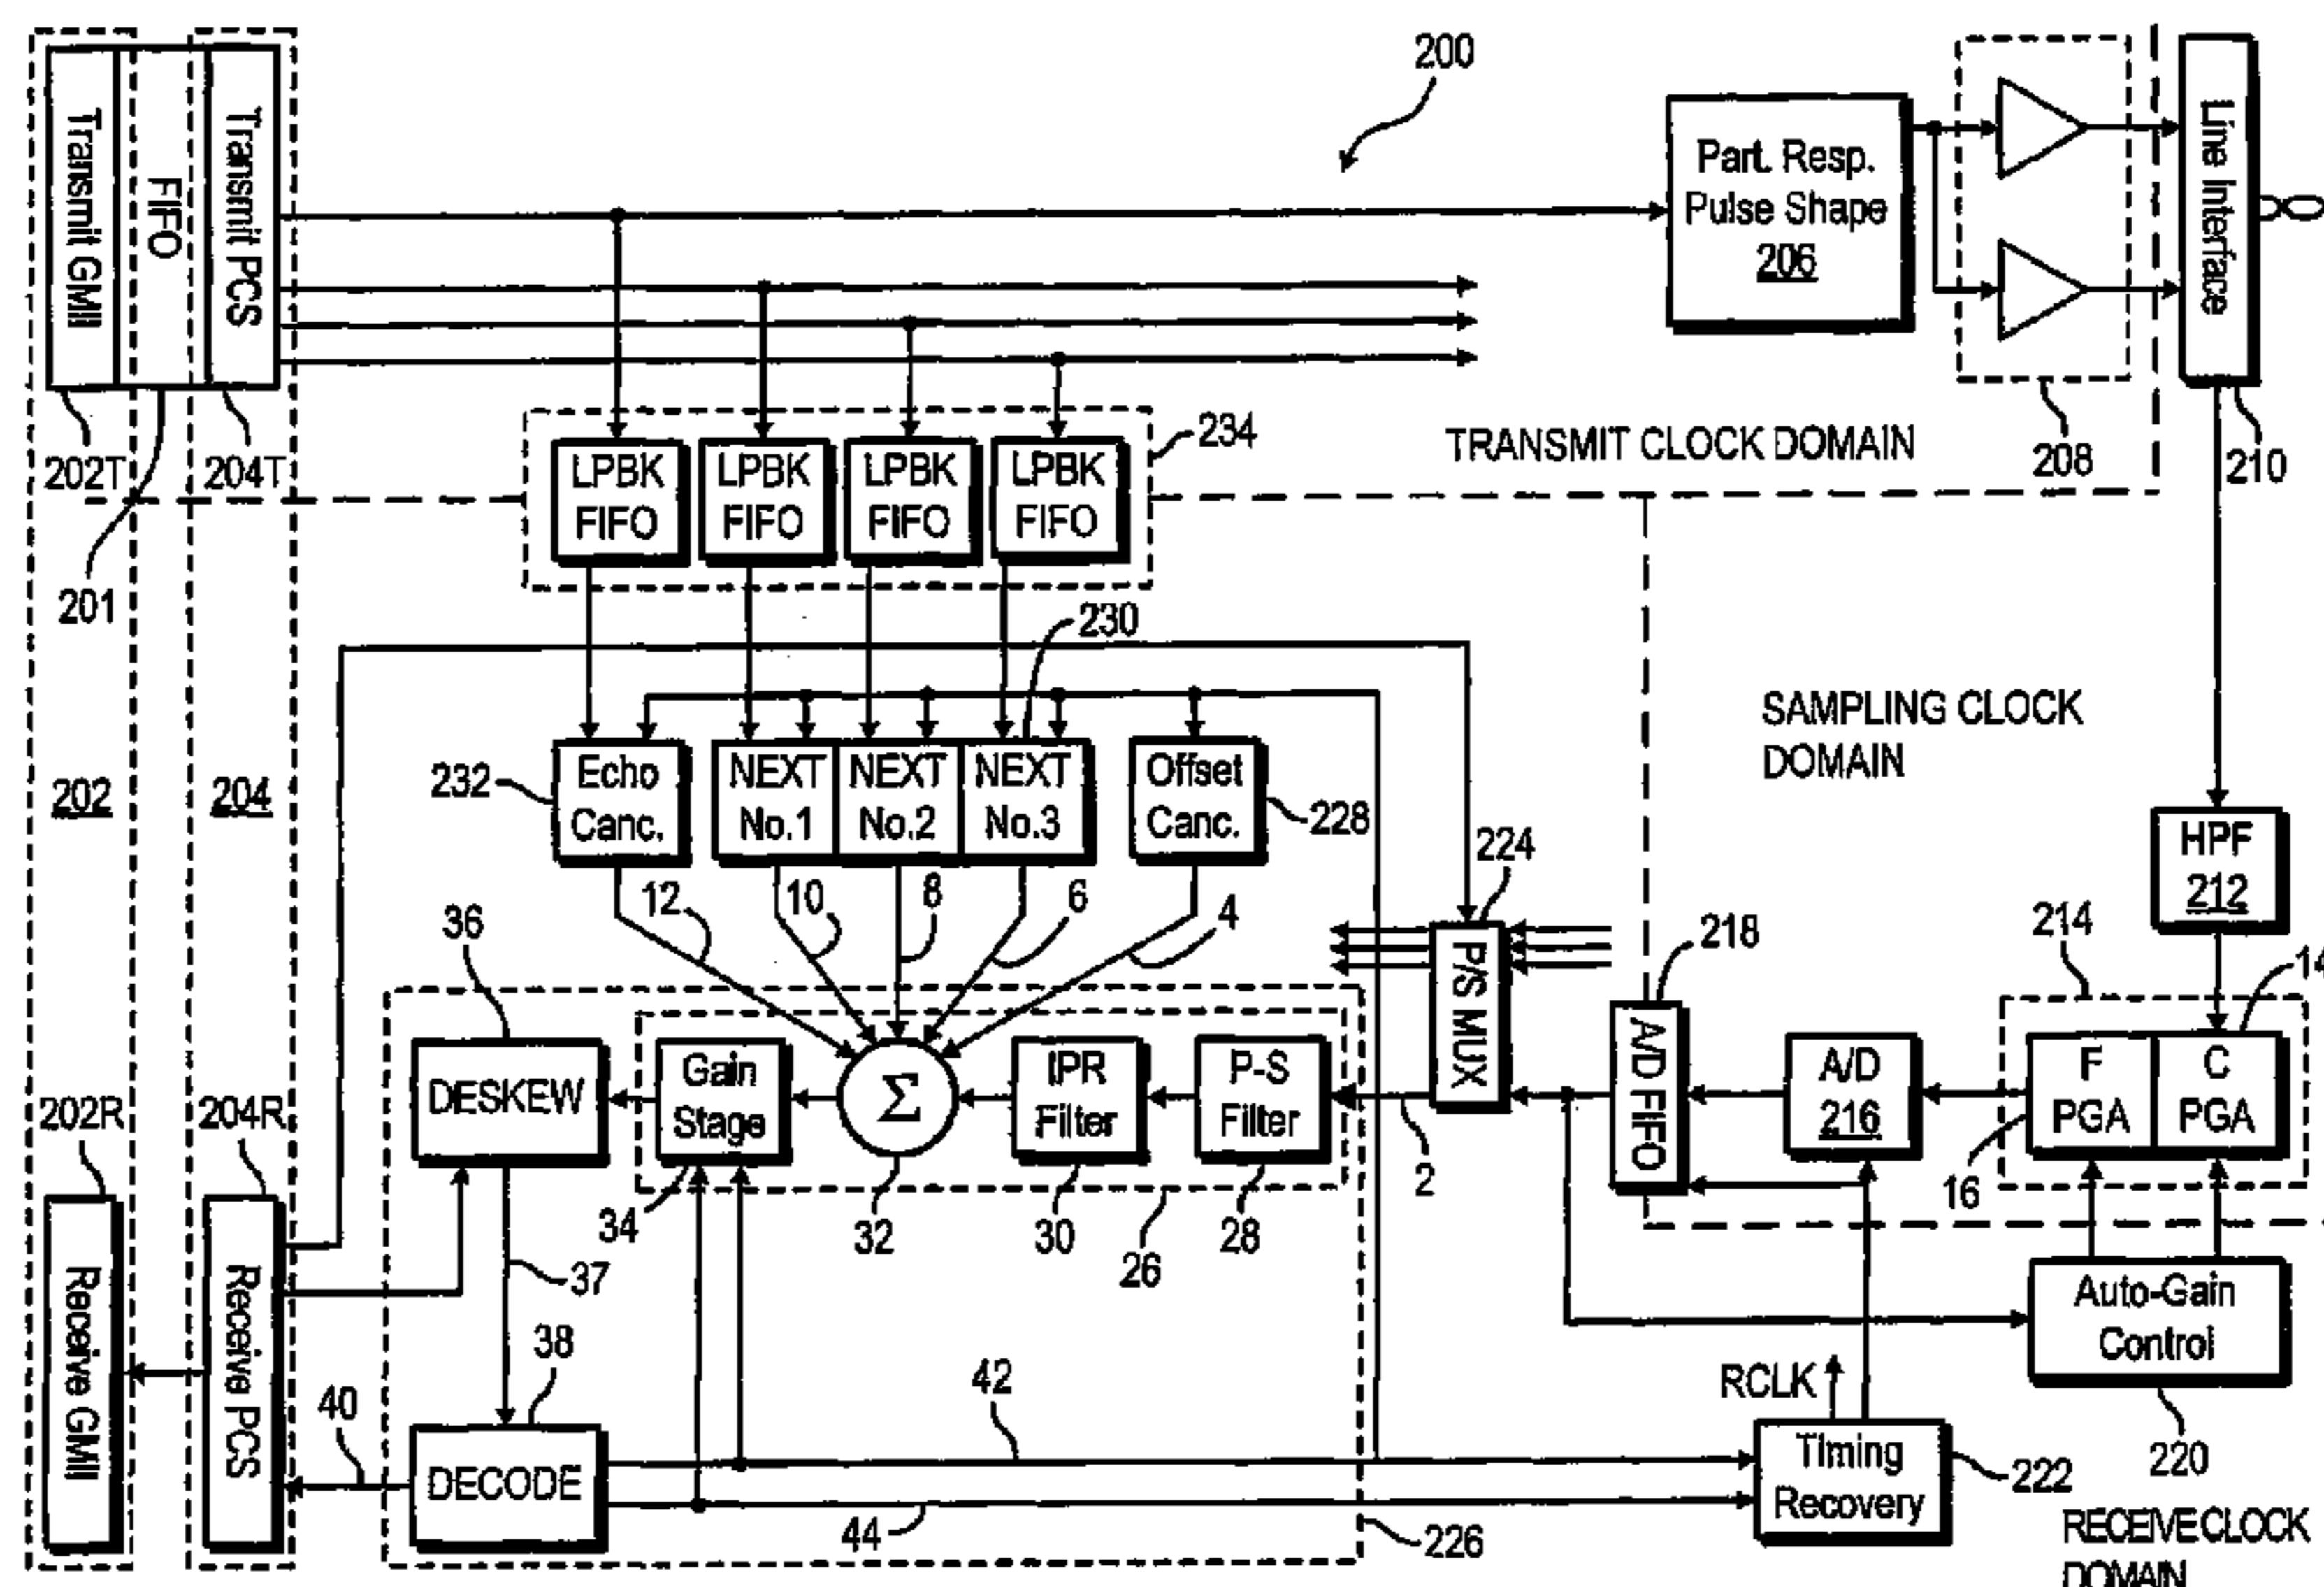 200
Transmit GMII
FIFO
Transmit PCS
Part. Resp.
Pulse Shape
206
Line Interface
202T
204T
201
234
TRANSMIT CLOCK DOMAIN
208
210
LPBK
FIFO
LPBK
FIFO
LPBK
FIFO
LPBK
FIFO
230
SAMPLING CLOCK
DOMAIN
202
204
232
Echo
Canc.
NEXT
No.1
NEXT
No.2
NEXT
No.3
Offset
Canc.
228
224
HPF
212
12
10
8
6
4
36
218
214
14
DESKEW
Gain
Stage
Σ
IPR
Filter
P-S
Filter
P/S MUX
A/D FIFO
A/D
216
F
PGA
C
PGA
202R
204R
34
32
30
26
28
2
16
37
Receive GMII
Receive PCS
Auto-Gain
Control
38
40
42
RCLK
DECODE
Timing
Recovery
220
222
44
226
RECEIVE CLOCK
DOMAIN